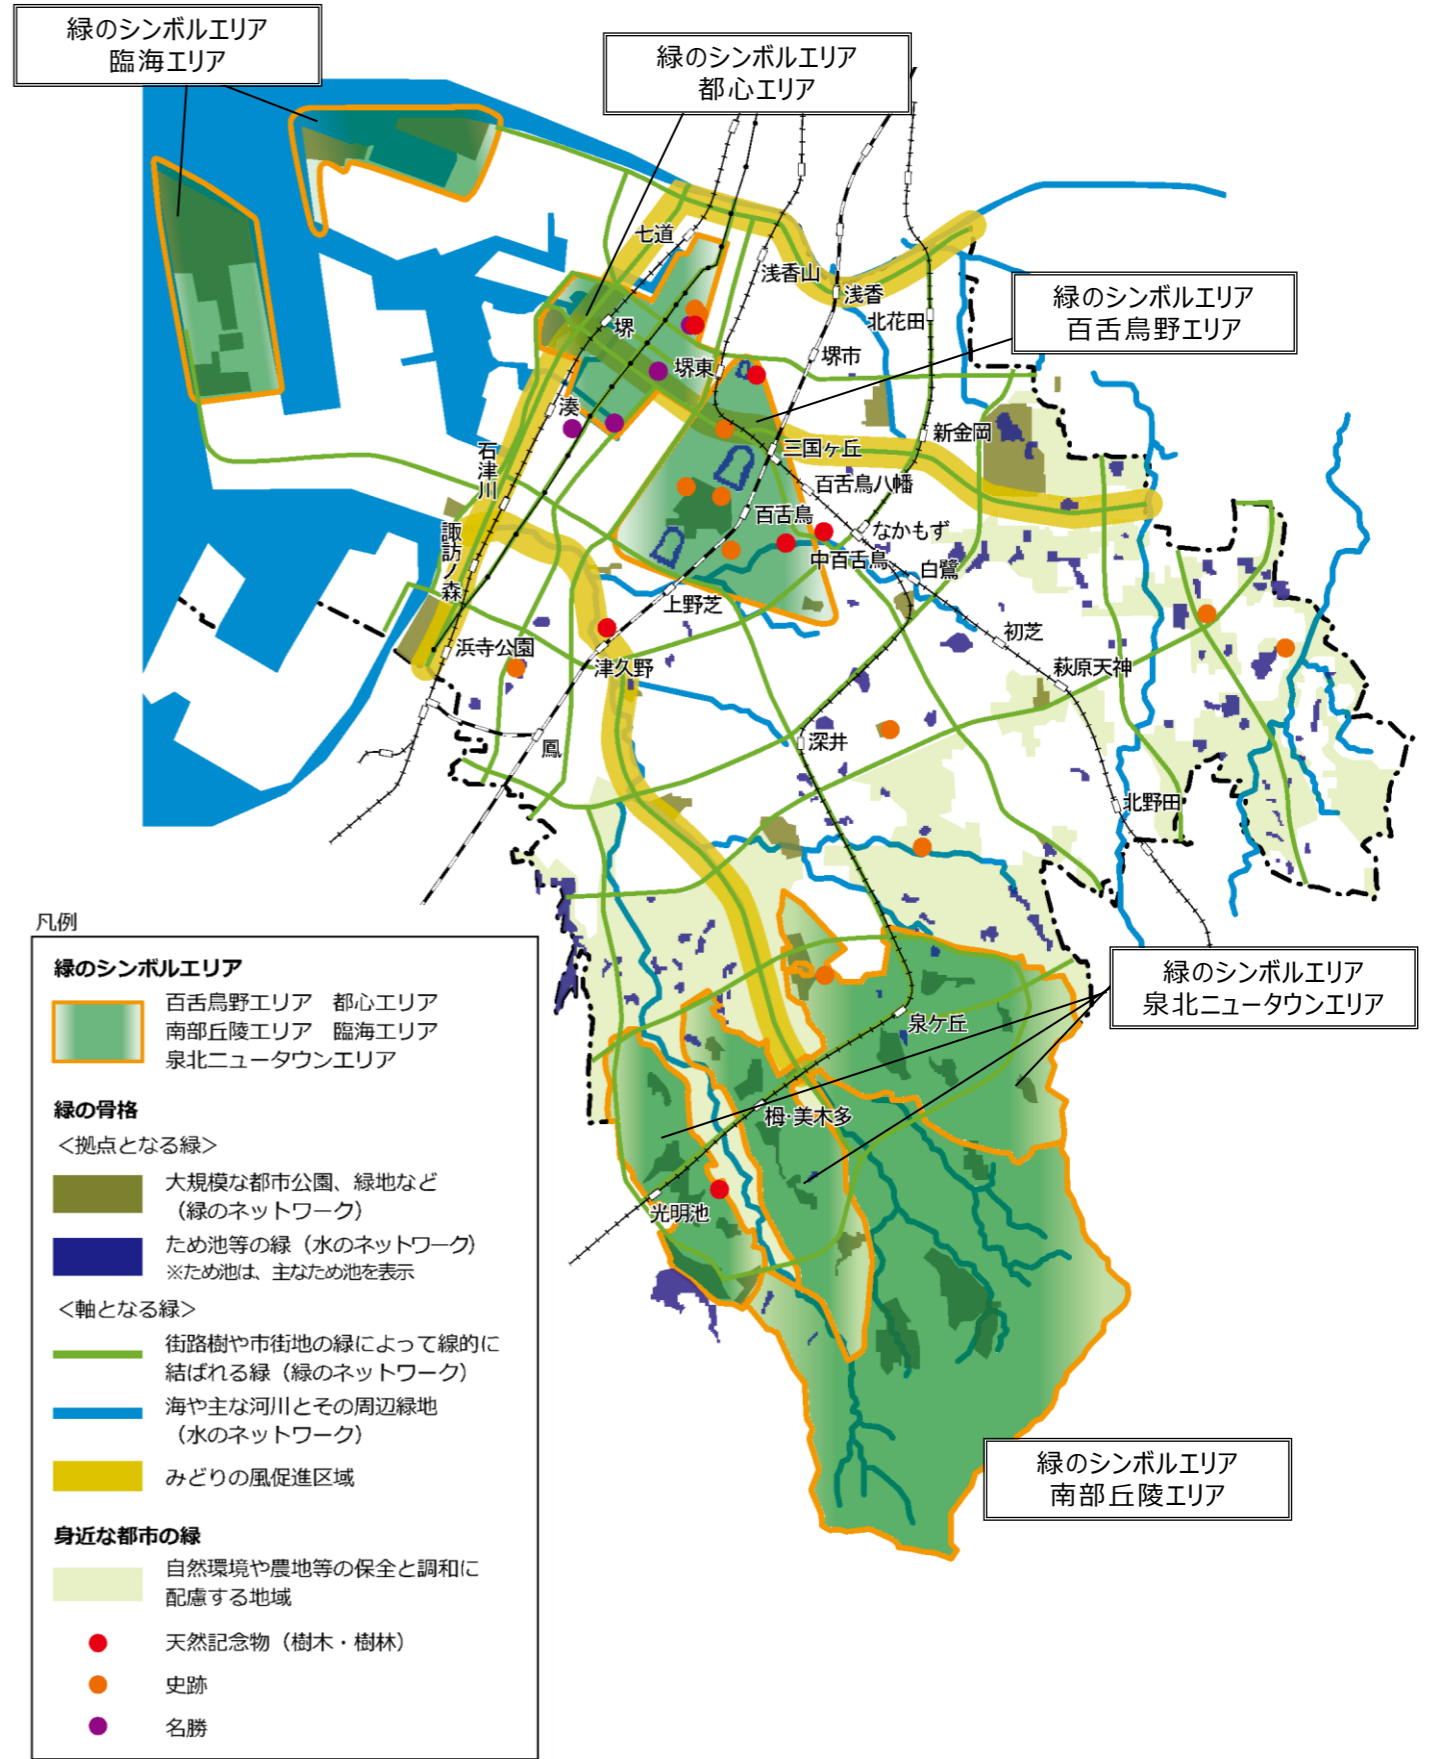 緑のシンボルエリア
臨海エリア
緑のシンボルエリア
都心エリア
緑のシンボルエリア
百舌鳥野エリア
七道
浅香山
浅香
北花田
堺
堺市
堺東
湊
新金岡
三国ヶ丘
石津川
百舌鳥八幡
百舌鳥
なかもず
諏訪ノ森
中百舌鳥
白鷺
上野芝
初芝
浜寺公園
津久野
萩原天神
鳳
深井
北野田
緑のシンボルエリア
泉北ニュータウンエリア
泉ケ丘
栂・美木多
光明池
緑のシンボルエリア
南部丘陵エリア
凡例
緑のシンボルエリア
百舌鳥野エリア 都心エリア
南部丘陵エリア 臨海エリア
泉北ニュータウンエリア
緑の骨格
＜拠点となる緑＞
大規模な都市公園、緑地など
（緑のネットワーク）
ため池等の緑（水のネットワーク）
※ため池は、主なため池を表示
＜軸となる緑＞
街路樹や市街地の緑によって線的に
結ばれる緑（緑のネットワーク）
海や主な河川とその周辺緑地
（水のネットワーク）
みどりの風促進区域
身近な都市の緑
自然環境や農地等の保全と調和に
配慮する地域
天然記念物（樹木・樹林）
史跡
名勝